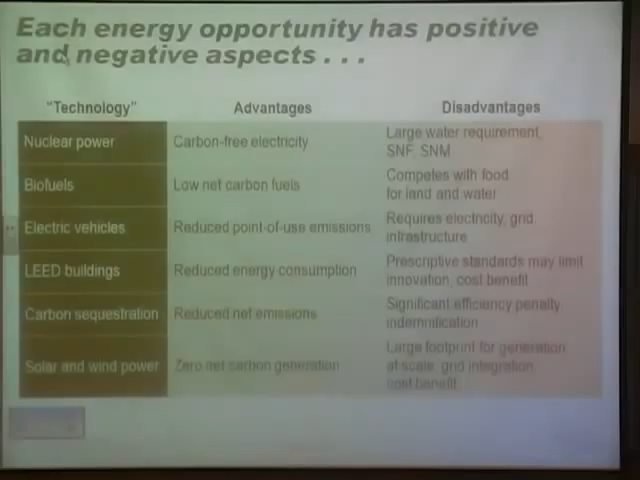 Each energy opportunity has positive
and negative aspects . . .
"Technology" Advantages Disadvantages
Nuclear power Carbon-free electricity Large water requirement,
SNF, SNM
Biofuels Low net carbon fuels Competes with food
for land and water
Electric vehicles Reduced point-of-use emissions Requires electricity, grid
infrastructure
LEED buildings Reduced energy consumption Prescriptive standards may limit
innovation, cost benefit
Carbon sequestration Reduced net emissions Significant efficiency penalty
indemnification
Solar and wind power Zero net carbon generation Large footprint for generation
at scale, grid integration,
cost benefit